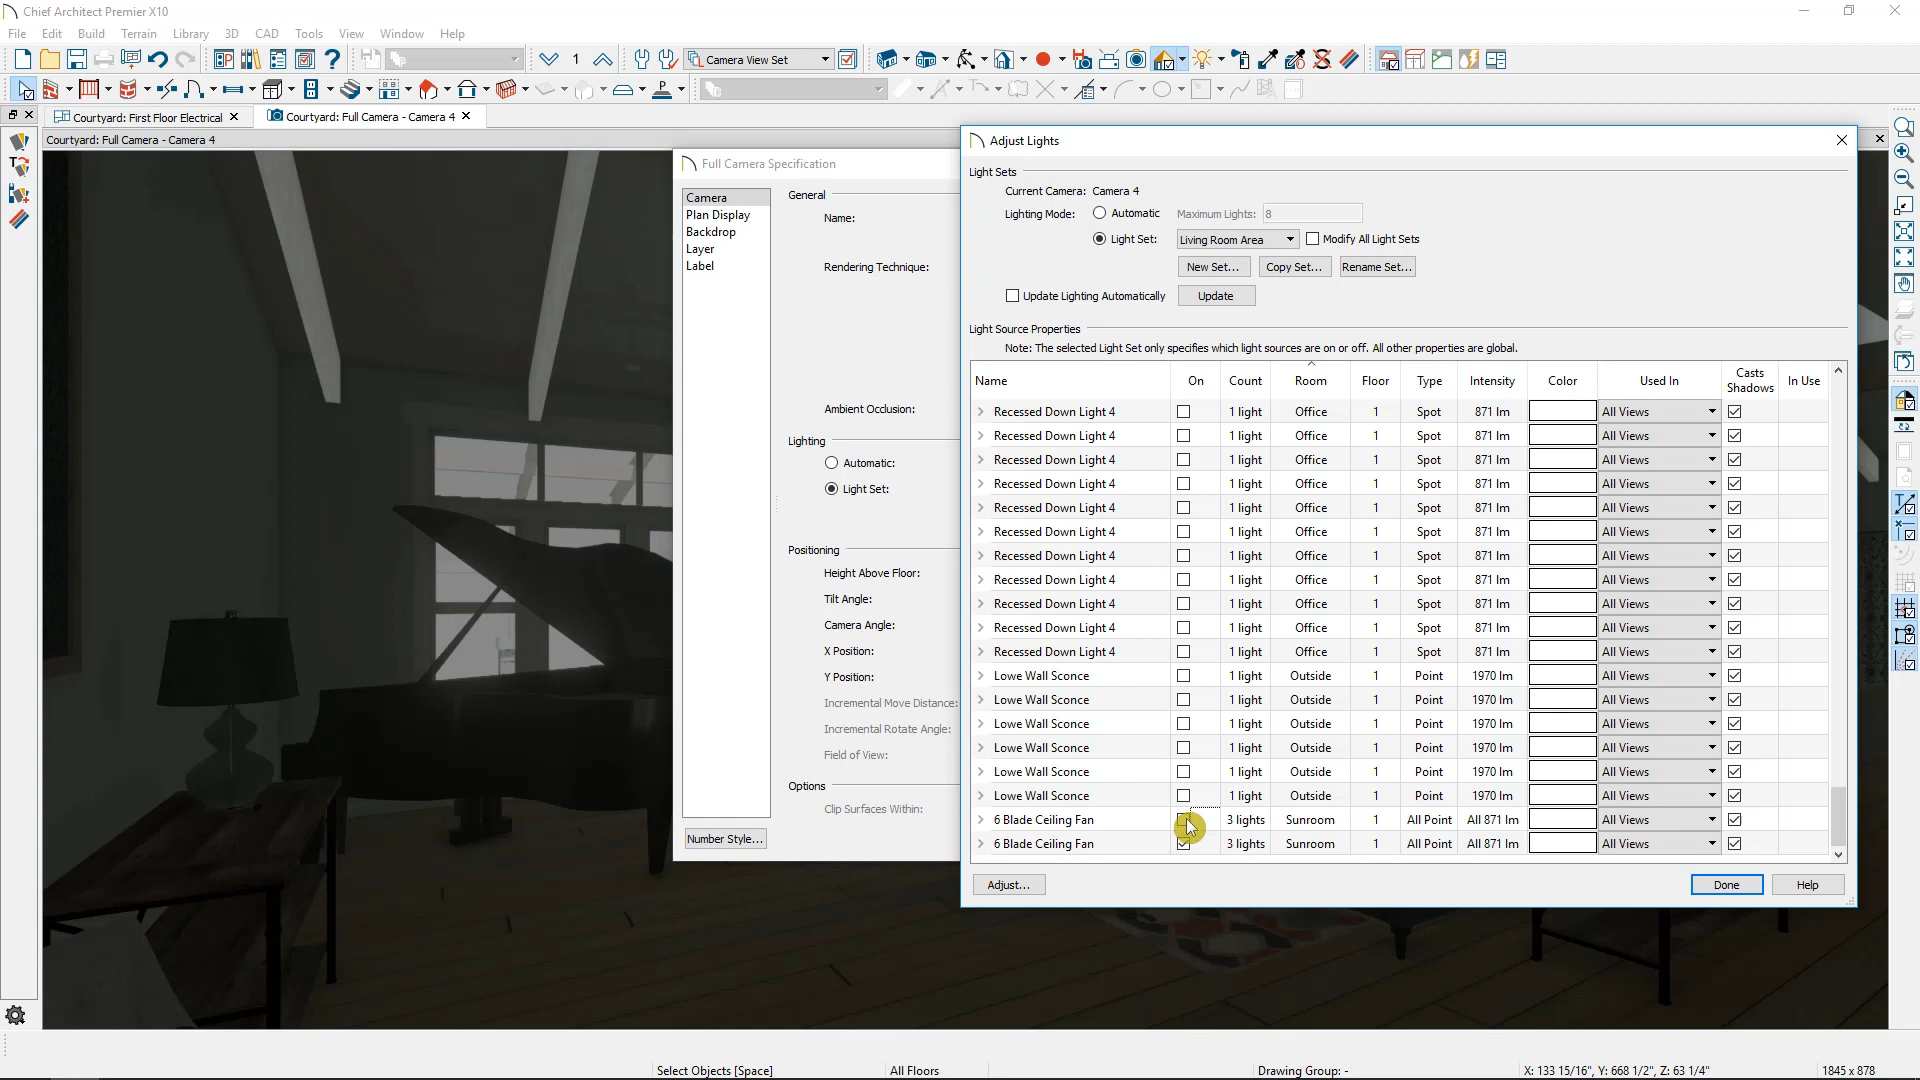 Chief Architect Premier X10
File Edit Build Terrain Library 3D CAD Tools View Window Help
1 Camera View Set
Courtyard: First Floor Electrical Courtyard: Full Camera - Camera 4
Courtyard: Full Camera - Camera 4
Full Camera Specification
Camera
Plan Display
Backdrop
Layer
Label
General
Name:
Rendering Technique:
Ambient Occlusion:
Lighting
Automatic:
Light Set:
Positioning
Height Above Floor:
Tilt Angle:
Camera Angle:
X Position:
Y Position:
Incremental Move Distance:
Incremental Rotate Angle:
Field of View:
Options
Clip Surfaces Within:
Number Style...
Adjust Lights
Light Sets
Current Camera: Camera 4
Lighting Mode: Automatic Maximum Lights: 8
Light Set: Living Room Area Modify All Light Sets
New Set... Copy Set... Rename Set...
Update Lighting Automatically Update
Light Source Properties
Note: The selected Light Set only specifies which light sources are on or off. All other properties are global.
Name On Count Room Floor Type Intensity Color Used In Casts Shadows In Use
Recessed Down Light 4 1 light Office 1 Spot 871 lm All Views
Recessed Down Light 4 1 light Office 1 Spot 871 lm All Views
Recessed Down Light 4 1 light Office 1 Spot 871 lm All Views
Recessed Down Light 4 1 light Office 1 Spot 871 lm All Views
Recessed Down Light 4 1 light Office 1 Spot 871 lm All Views
Recessed Down Light 4 1 light Office 1 Spot 871 lm All Views
Recessed Down Light 4 1 light Office 1 Spot 871 lm All Views
Recessed Down Light 4 1 light Office 1 Spot 871 lm All Views
Recessed Down Light 4 1 light Office 1 Spot 871 lm All Views
Recessed Down Light 4 1 light Office 1 Spot 871 lm All Views
Recessed Down Light 4 1 light Office 1 Spot 871 lm All Views
Lowe Wall Sconce 1 light Outside 1 Point 1970 lm All Views
Lowe Wall Sconce 1 light Outside 1 Point 1970 lm All Views
Lowe Wall Sconce 1 light Outside 1 Point 1970 lm All Views
Lowe Wall Sconce 1 light Outside 1 Point 1970 lm All Views
Lowe Wall Sconce 1 light Outside 1 Point 1970 lm All Views
Lowe Wall Sconce 1 light Outside 1 Point 1970 lm All Views
6 Blade Ceiling Fan 3 lights Sunroom 1 All Point All 871 lm All Views
6 Blade Ceiling Fan 3 lights Sunroom 1 All Point All 871 lm All Views
Adjust... Done Help
Select Objects [Space] All Floors Drawing Group: - X: 133 15/16", Y: 668 1/2", Z: 63 1/4" 1845 x 878